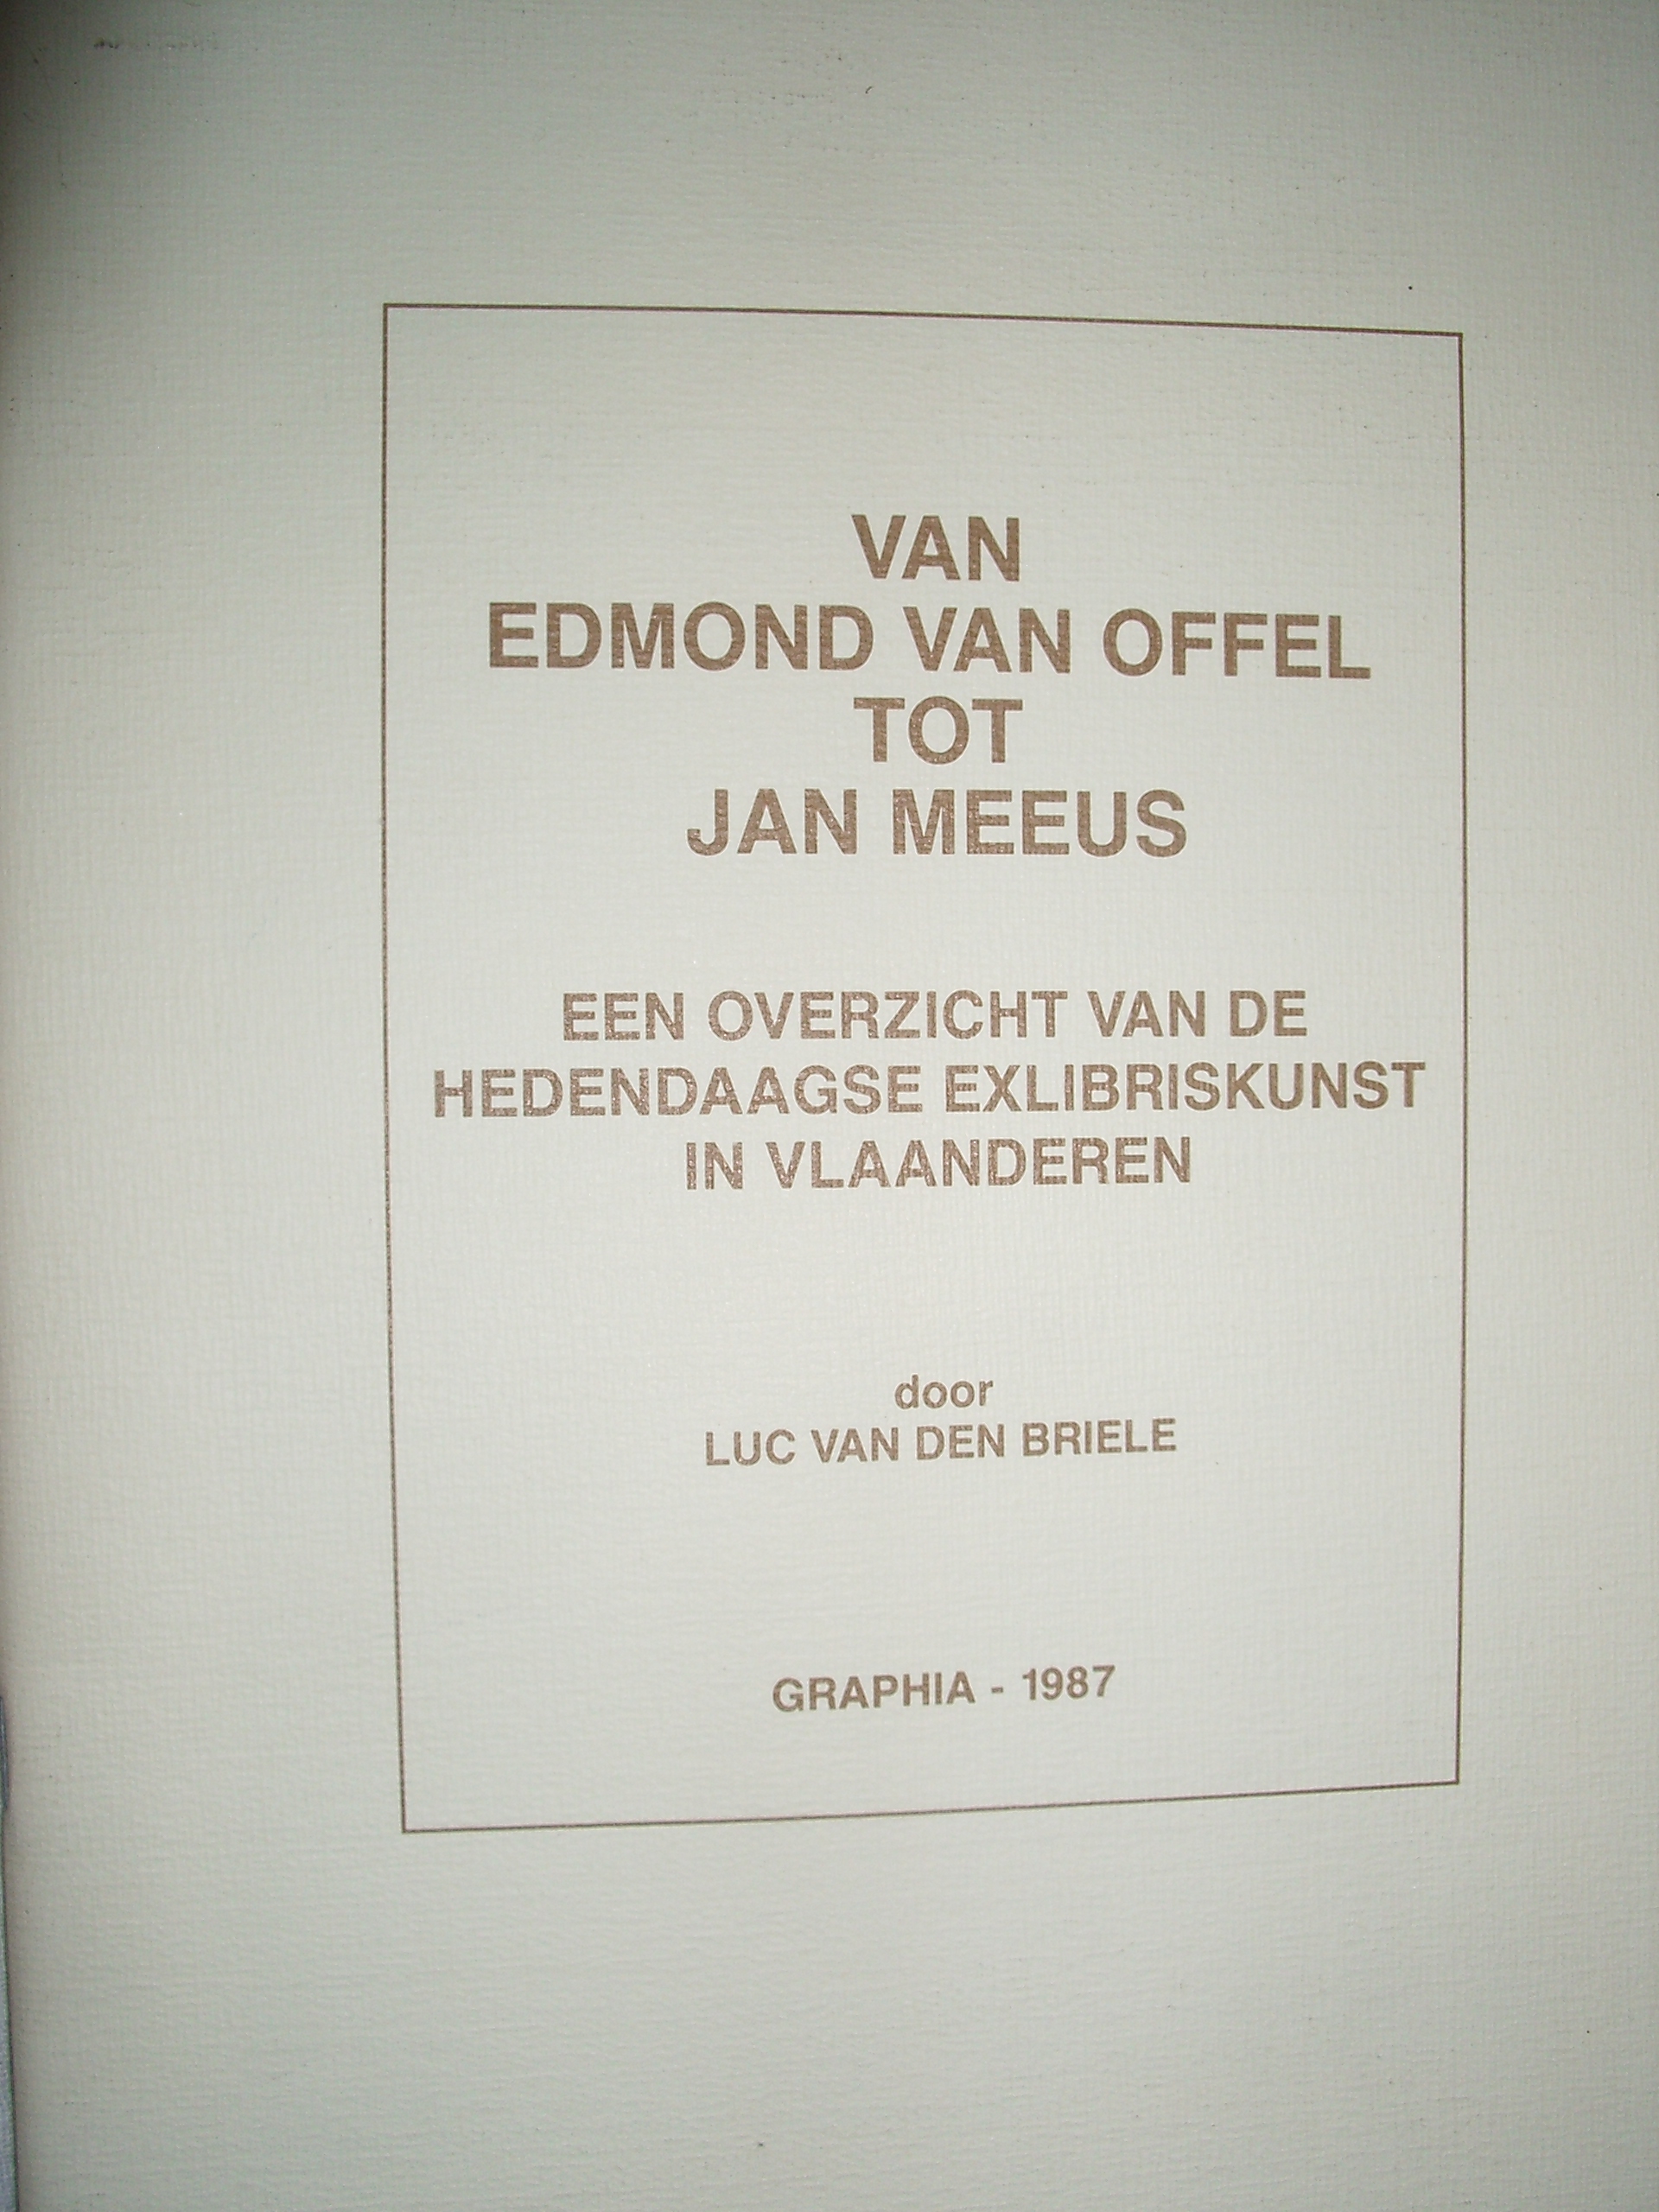 VAN
EDMOND VAN OFFEL
TOT
JAN MEEUS
EEN OVERZICHT VAN DE
HEDENDAAGSE EXLIBRISKUNST
IN VLAANDEREN
door
LUC VAN DEN BRIELE
GRAPHIA - 1987